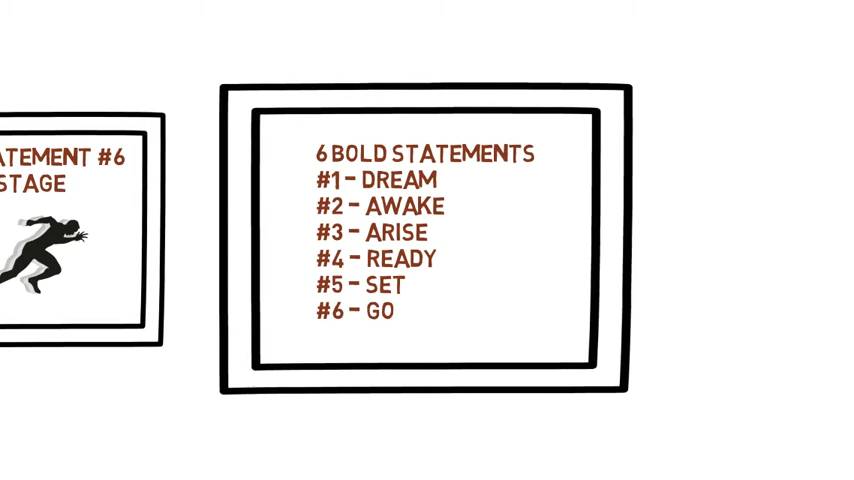 ATEMENT #6
STAGE
6 BOLD STATEMENTS
#1 - DREAM
#2 - AWAKE
#3 - ARISE
#4 - READY
#5 - SET
#6 - GO